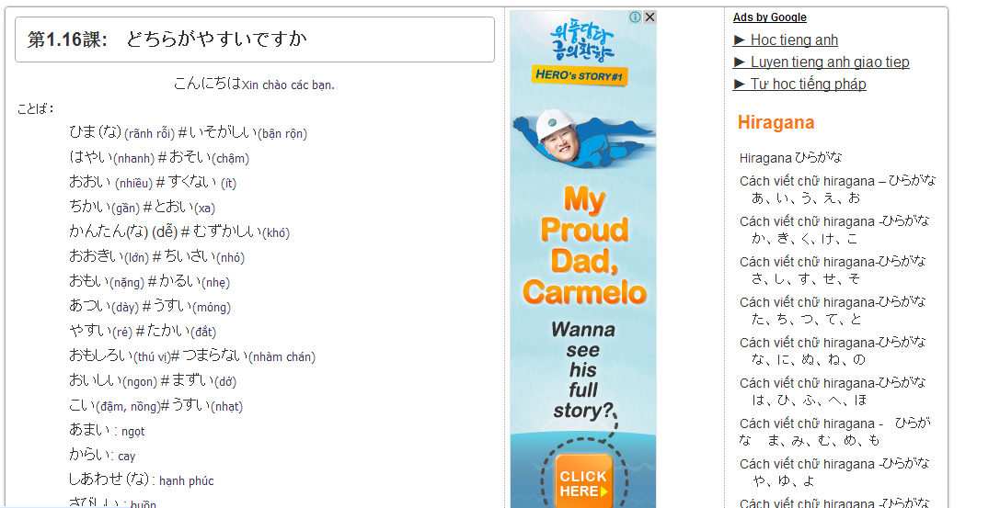 第1.16課:　どちらがやすいですか
こんにちはXin chào các bạn.
ことば：
ひま（な）(rãnh rỗi) # いそがしい(bận rộn)
はやい(nhanh) # おそい(chậm)
おおい (nhiều) # すくない (ít)
ちかい(gần) # とおい(xa)
かんたん(な) (dễ) # むずかしい(khó)
おおきい(lớn) # ちいさい(nhỏ)
おもい(nặng) # かるい(nhẹ)
あつい(dày) # うすい(mỏng)
やすい(rẻ) # たかい(đắt)
おもしろい(thú vị)# つまらない(nhàm chán)
おいしい(ngon) # まずい(dở)
こい(đậm, nồng)# うすい(nhạt)
あまい : ngọt
からい: cay
しあわせ（な）: hạnh phúc
さびしい : buồn
위풍당당
금의환향
HERO's STORY#1
My
Proud
Dad,
Carmelo
Wanna
see
his
full
story?
CLICK
HERE▶
Ads by Google
► Hoc tieng anh
► Luyen tieng anh giao tiep
► Tư học tiếng pháp
Hiragana
Hiragana ひらがな
Cách viết chữ hiragana – ひらがな
あ、い、う、え、お
Cách viết chữ hiragana -ひらがな
か、き、く、け、こ
Cách viết chữ hiragana-ひらがな
さ、し、す、せ、そ
Cách viết chữ hiragana-ひらがな
た、ち、つ、て、と
Cách viết chữ hiragana-ひらがな
な、に、ぬ、ね、の
Cách viết chữ hiragana-ひらがな
は、ひ、ふ、へ、ほ
Cách viết chữ hiragana -　ひらが
な　ま、み、む、め、も
Cách viết chữ hiragana -ひらがな
や、ゆ、よ
Cách viết chữ hiragana -ひらがな